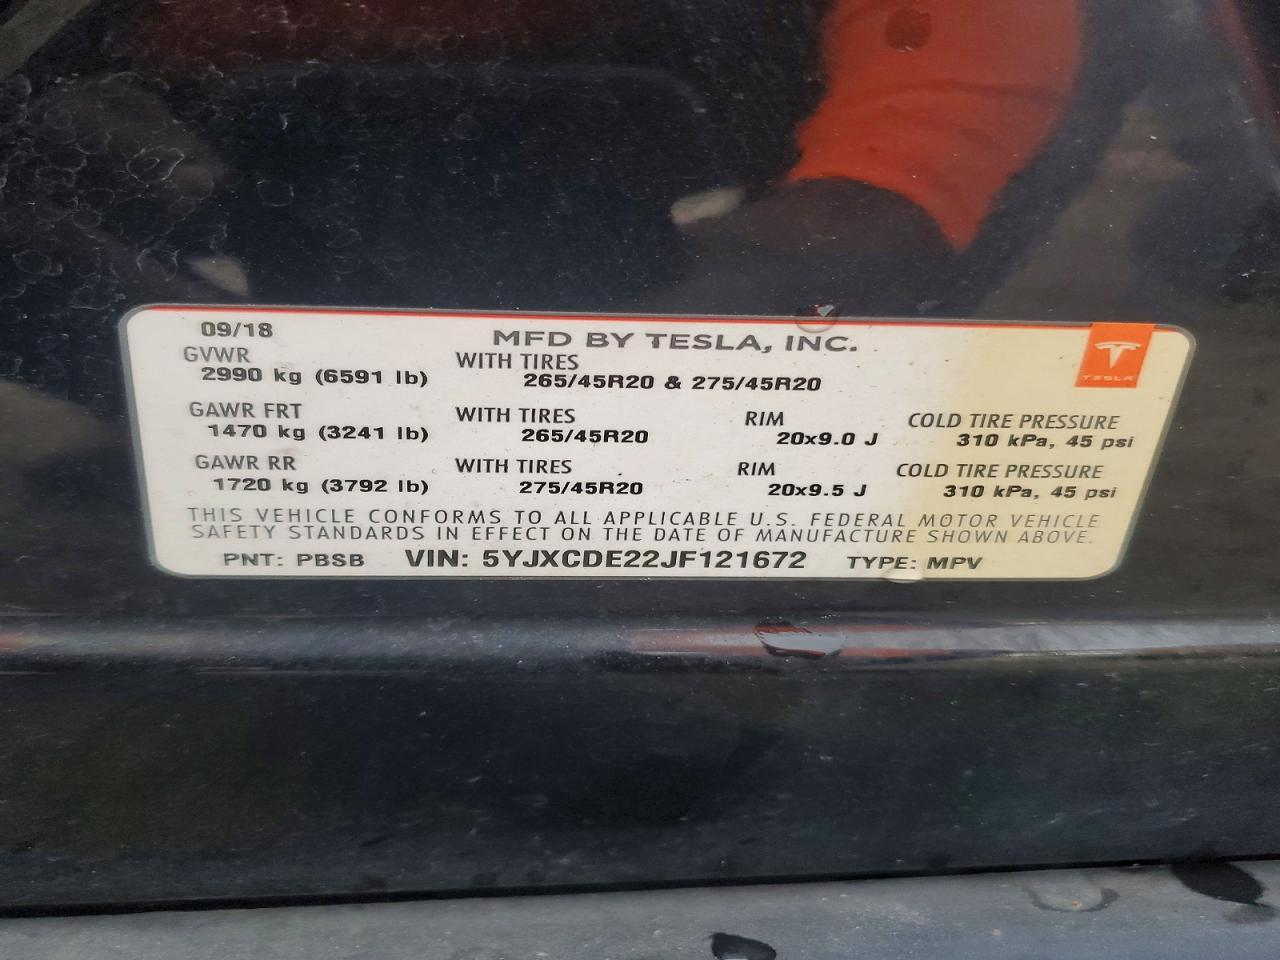 09/18
MFD BY TESLA, INC.
TESLA
GVWR WITH TIRES
2990 kg (6591 lb) 265/45R20 & 275/45R20
GAWR FRT WITH TIRES RIM COLD TIRE PRESSURE
1470 kg (3241 lb) 265/45R20 20x9.0 J 310 kPa, 45 psi
GAWR RR WITH TIRES RIM COLD TIRE PRESSURE
1720 kg (3792 lb) 275/45R20 20x9.5 J 310 kPa, 45 psi
THIS VEHICLE CONFORMS TO ALL APPLICABLE U.S. FEDERAL MOTOR VEHICLE
SAFETY STANDARDS IN EFFECT ON THE DATE OF MANUFACTURE SHOWN ABOVE.
PNT: PBSB VIN: 5YJXCDE22JF121672 TYPE: MPV